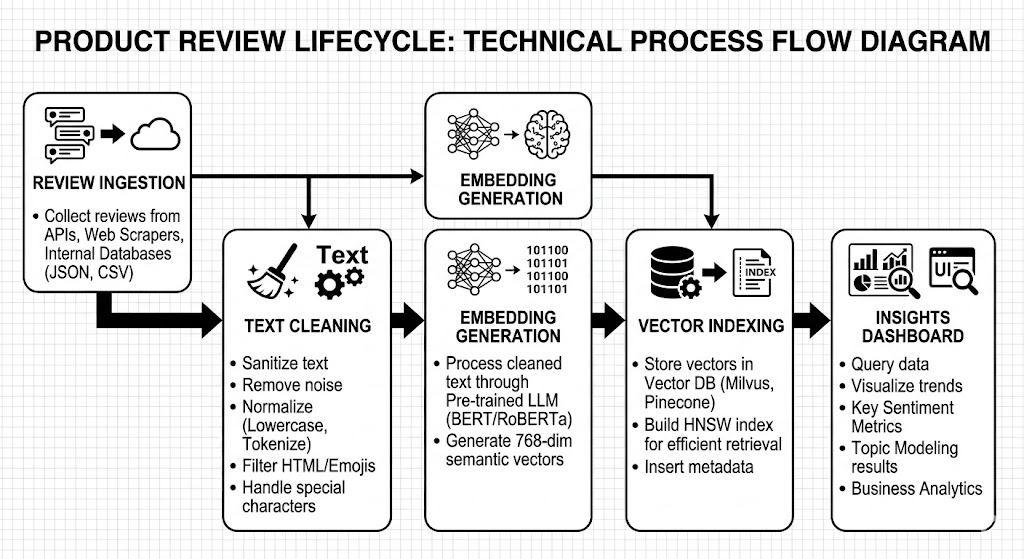 PRODUCT REVIEW LIFECYCLE: TECHNICAL PROCESS FLOW DIAGRAM
REVIEW INGESTION
• Collect reviews from
APIs, Web Scrapers,
Internal Databases
(JSON, CSV)
EMBEDDING
GENERATION
Text
TEXT CLEANING
• Sanitize text
• Remove noise
• Normalize
(Lowercase,
Tokenize)
• Filter HTML/Emojis
• Handle special
characters
101100
101101
101100
101101
EMBEDDING
GENERATION
• Process cleaned
text through
Pre-trained LLM
(BERT/RoBERTa)
• Generate 768-dim
semantic vectors
INDEX
VECTOR INDEXING
• Store vectors in
Vector DB (Milvus,
Pinecone)
• Build HNSW index
for efficient retrieval
• Insert metadata
UI
INSIGHTS
DASHBOARD
• Query data
• Visualize trends
• Key Sentiment
Metrics
• Topic Modeling
results
• Business Analytics